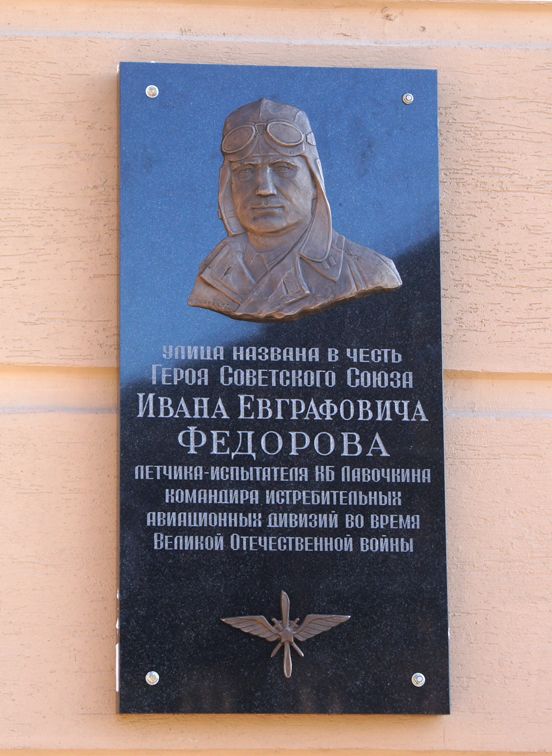 улица названа в честь
Героя Советского Союза
Ивана Евграфовича
Федорова
летчика-испытателя КБ Лавочкина
командира истребительных
авиационных дивизий во время
Великой Отечественной войны